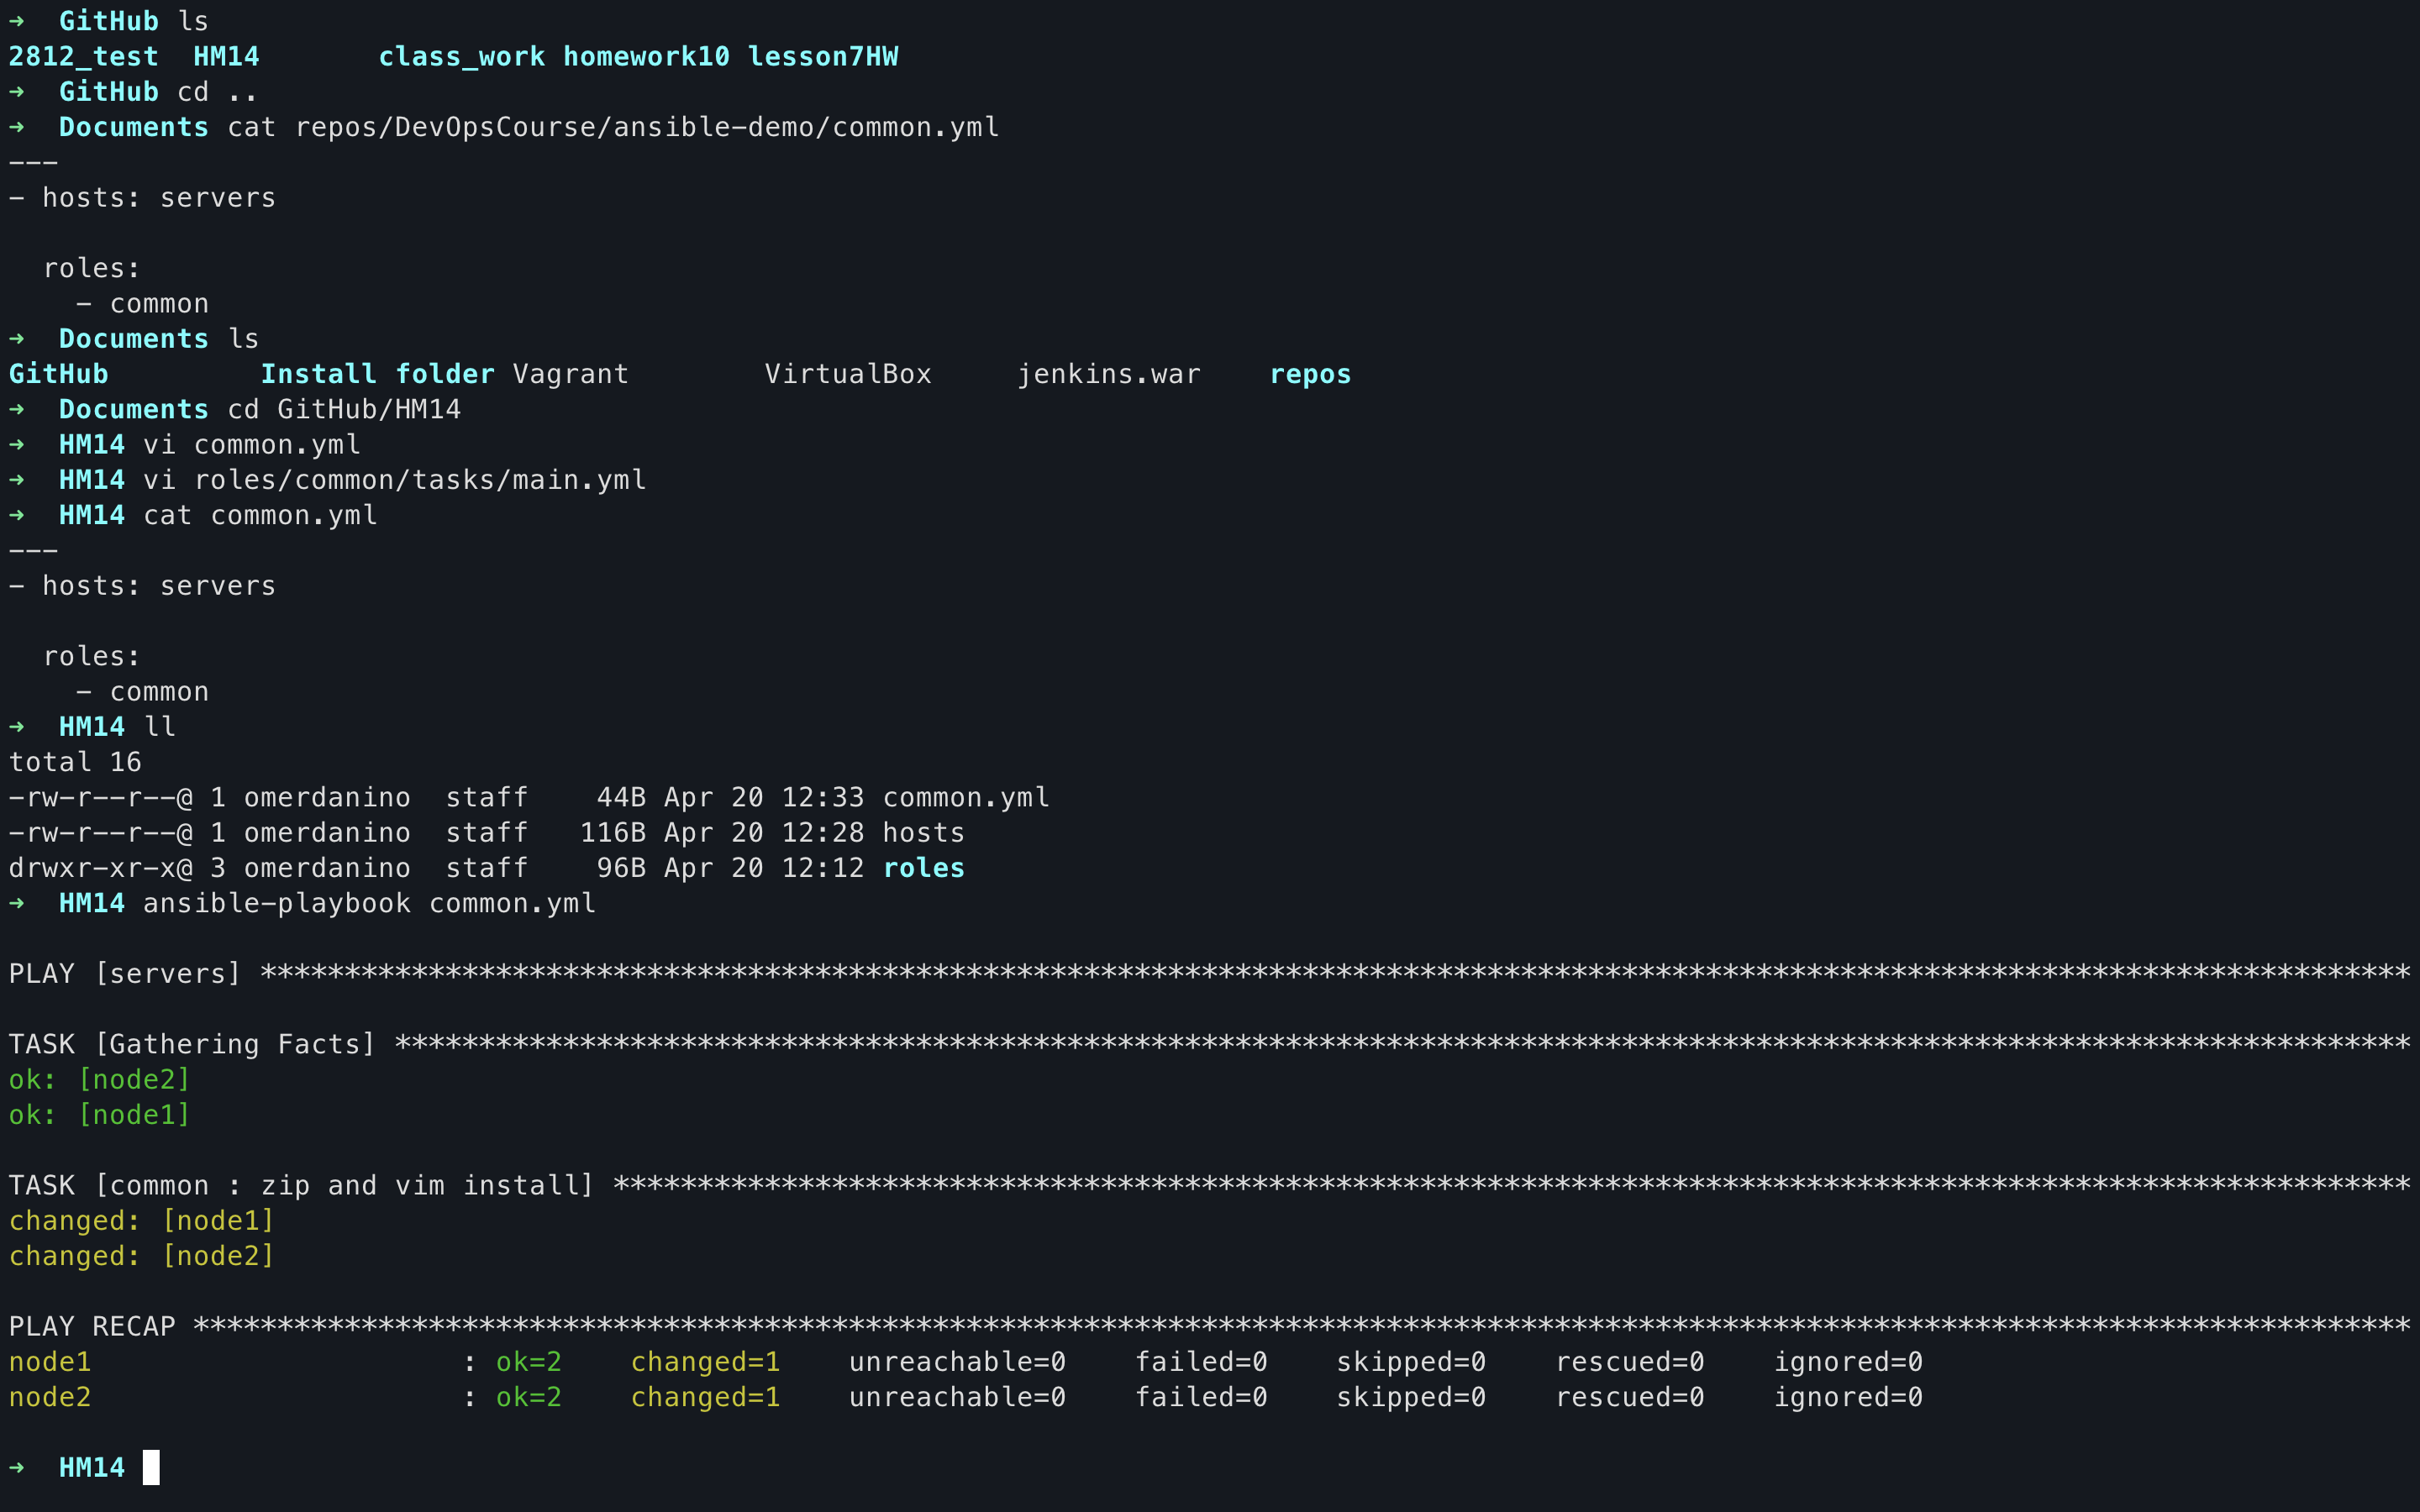 ➜  GitHub ls
2812_test  HM14       class_work homework10 lesson7HW
➜  GitHub cd ..
➜  Documents cat repos/DevOpsCourse/ansible-demo/common.yml
---
- hosts: servers

  roles:
    - common
➜  Documents ls
GitHub         Install folder Vagrant        VirtualBox     jenkins.war    repos
➜  Documents cd GitHub/HM14
➜  HM14 vi common.yml
➜  HM14 vi roles/common/tasks/main.yml
➜  HM14 cat common.yml
---
- hosts: servers

  roles:
    - common
➜  HM14 ll
total 16
-rw-r--r--@ 1 omerdanino  staff    44B Apr 20 12:33 common.yml
-rw-r--r--@ 1 omerdanino  staff   116B Apr 20 12:28 hosts
drwxr-xr-x@ 3 omerdanino  staff    96B Apr 20 12:12 roles
➜  HM14 ansible-playbook common.yml

PLAY [servers] ********************************************************************************************************************************

TASK [Gathering Facts] ************************************************************************************************************************
ok: [node2]
ok: [node1]

TASK [common : zip and vim install] ***********************************************************************************************************
changed: [node1]
changed: [node2]

PLAY RECAP ************************************************************************************************************************************
node1                      : ok=2    changed=1    unreachable=0    failed=0    skipped=0    rescued=0    ignored=0
node2                      : ok=2    changed=1    unreachable=0    failed=0    skipped=0    rescued=0    ignored=0

➜  HM14